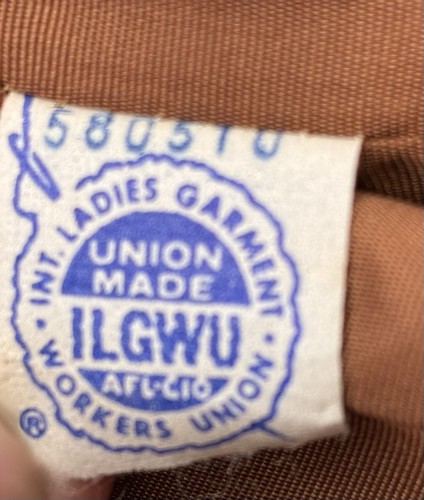 580510
INT. LADIES GARMENT
UNION
MADE
ILGWU
AFL-CIO
WORKERS UNION
®